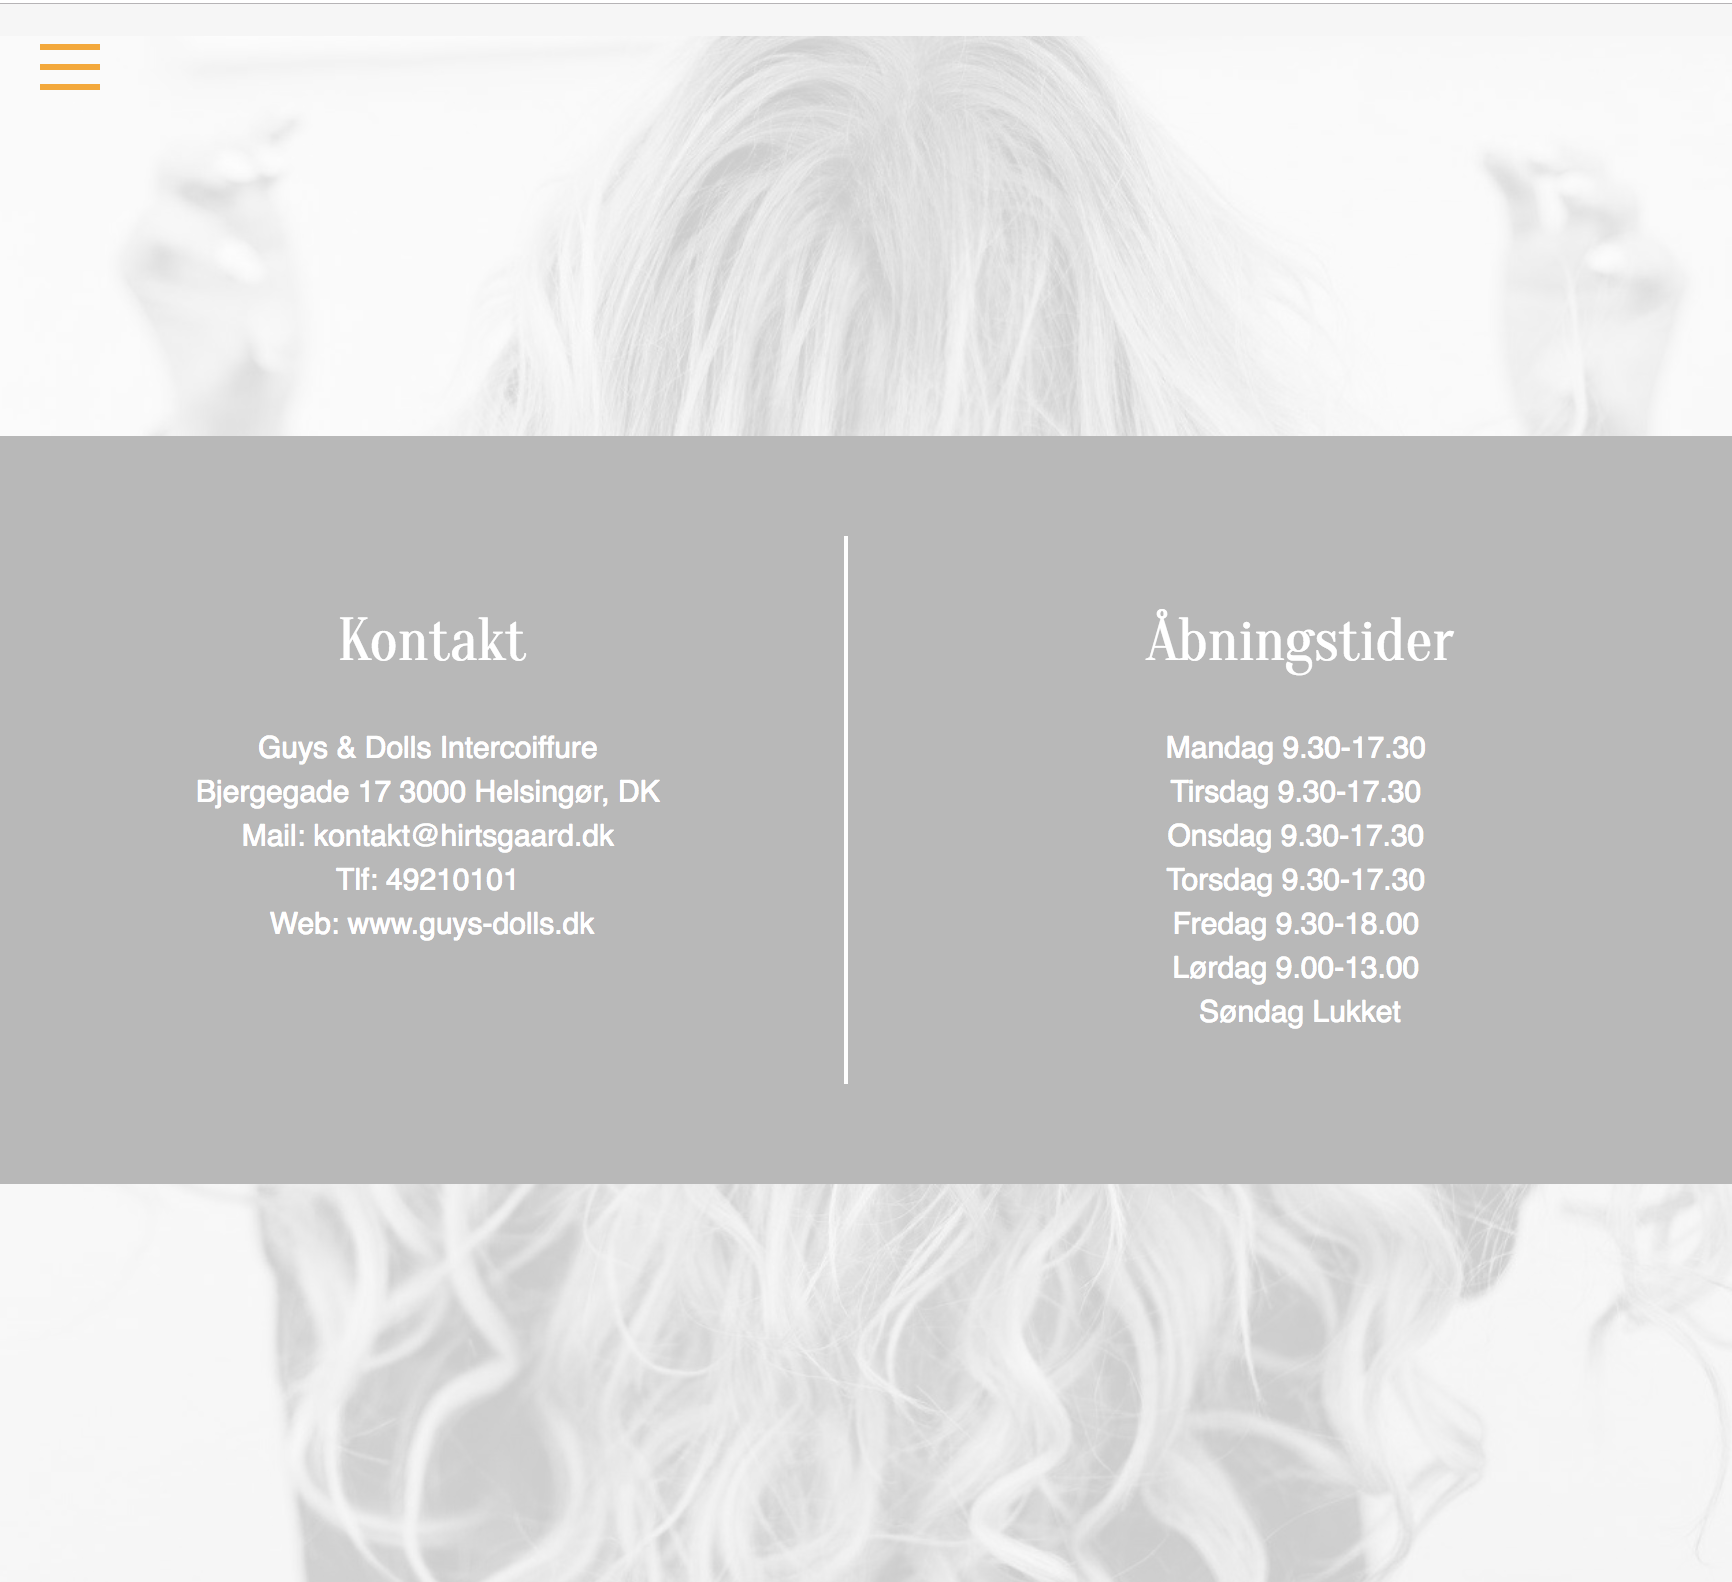 Kontakt
Guys & Dolls Intercoiffure
Bjergegade 17 3000 Helsingør, DK
Mail: kontakt@hirtsgaard.dk
Tlf: 49210101
Web: www.guys-dolls.dk
Åbningstider
Mandag 9.30-17.30
Tirsdag 9.30-17.30
Onsdag 9.30-17.30
Torsdag 9.30-17.30
Fredag 9.30-18.00
Lørdag 9.00-13.00
Søndag Lukket